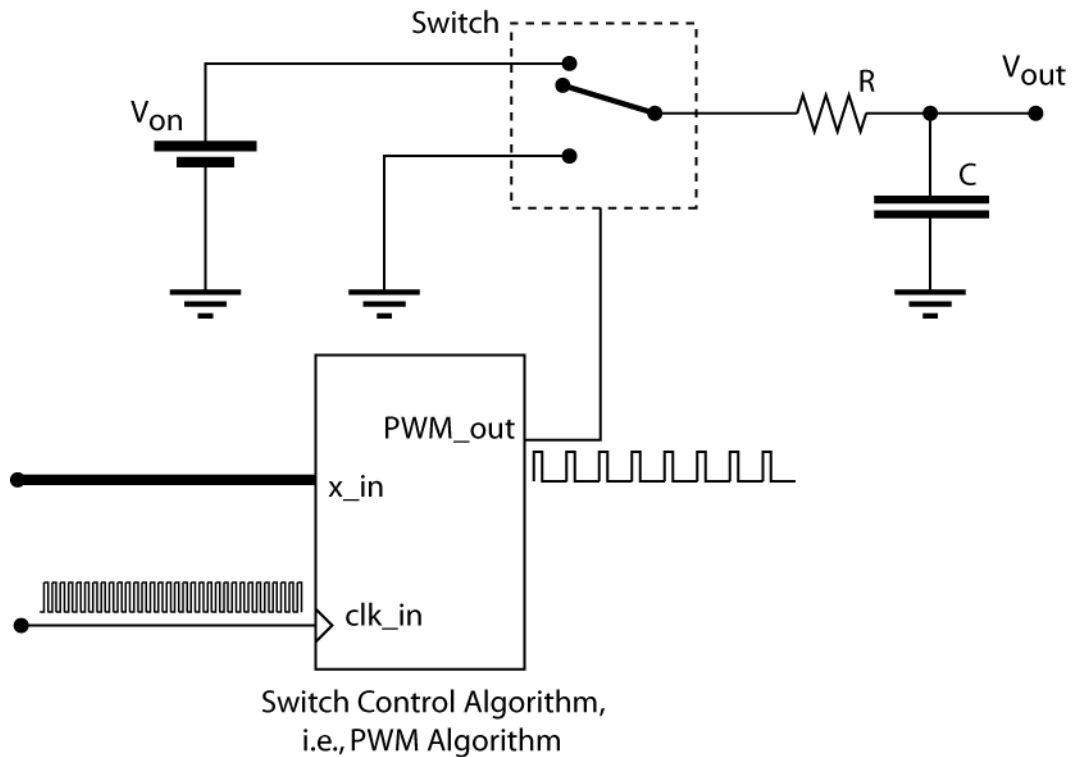 Switch
Von
R
Vout
C
PWM_out
x_in
clk_in
Switch Control Algorithm,
i.e., PWM Algorithm